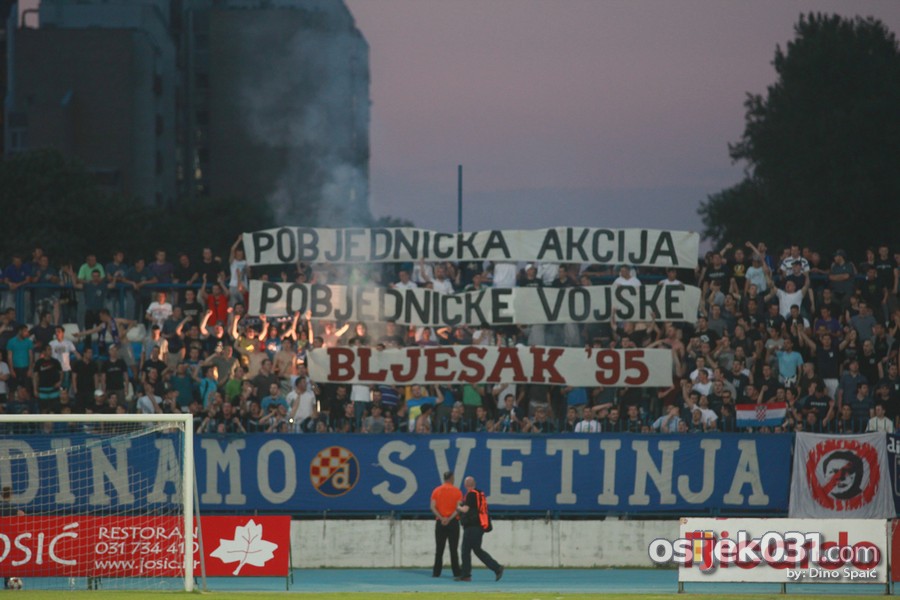 POBJEDNIČKA AKCIJA
POBJEDNICKE VOJSKE
BLJESAK '95
DINAMO SVETINJA
JOSIĆ
RESTORAN
031 734 410
www.josic.hr
osijek031.com
by: Dino Spaić